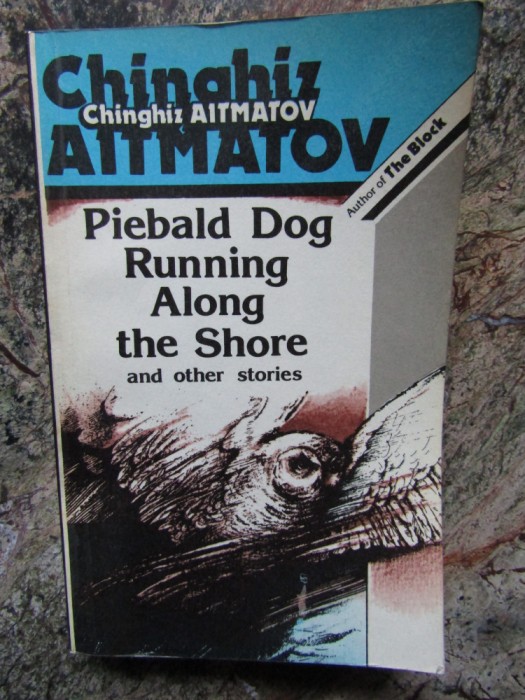 Chinghiz
Chinghiz AITMATOV
AITMATOV
Author of The Block
Piebald Dog
Running
Along
the Shore
and other stories